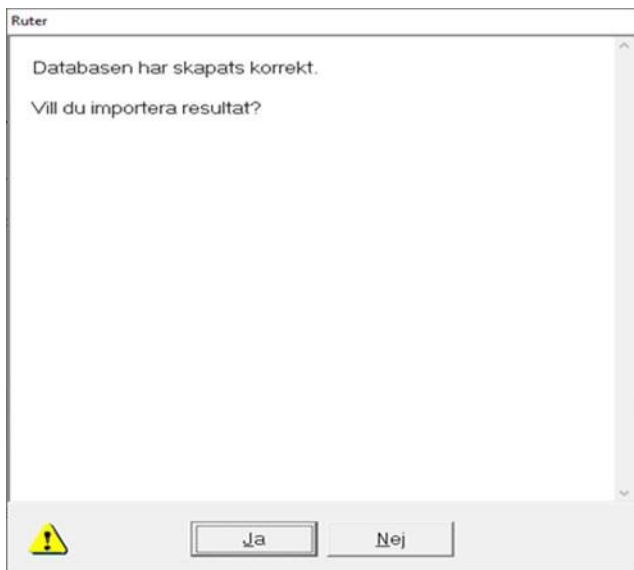 Ruter
Databasen har skapats korrekt.
Vill du importera resultat?
Ja
Nej